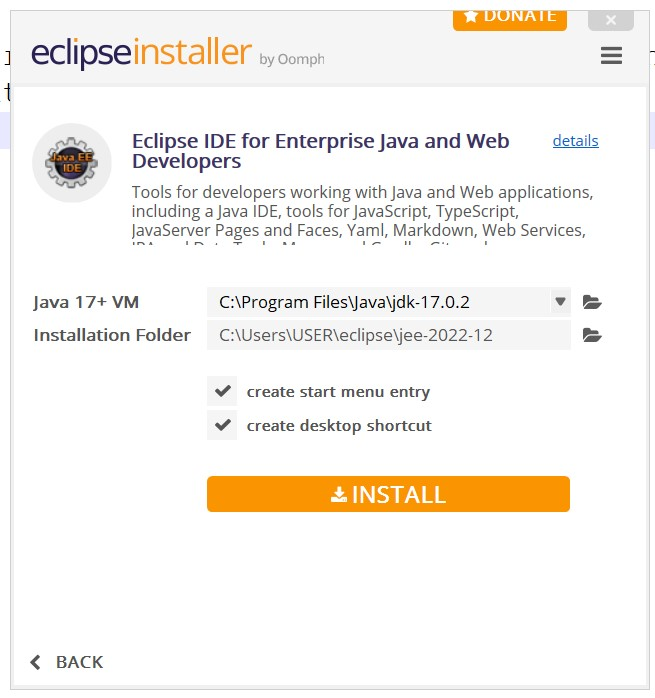 DONATE
eclipseinstaller by Oomph
Java EE
IDE
Eclipse IDE for Enterprise Java and Web
Developers
details
Tools for developers working with Java and Web applications,
including a Java IDE, tools for JavaScript, TypeScript,
JavaServer Pages and Faces, Yaml, Markdown, Web Services,
Java 17+ VM
C:\Program Files\Java\jdk-17.0.2
Installation Folder
C:\Users\USER\eclipse\jee-2022-12
create start menu entry
create desktop shortcut
INSTALL
BACK